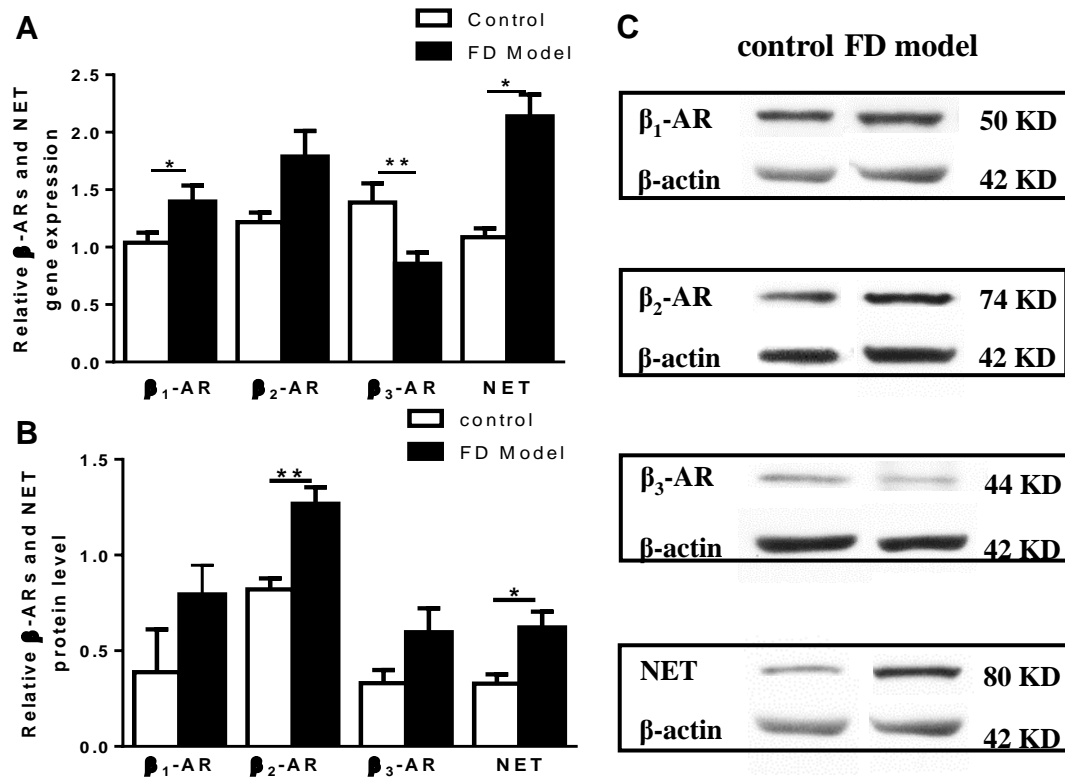 A
Control
FD Model
Relative β-ARs and NET
gene expression
2.5
2.0
1.5
1.0
0.5
0.0
*
**
*
β₁-AR β₂-AR β₃-AR NET
B
control
FD Model
Relative β-ARs and NET
protein level
1.5
1.0
0.5
0.0
**
*
β₁-AR β₂-AR β₃-AR NET
C
control FD model
β₁-AR 50 KD
β-actin 42 KD
β₂-AR 74 KD
β-actin 42 KD
β₃-AR 44 KD
β-actin 42 KD
NET 80 KD
β-actin 42 KD